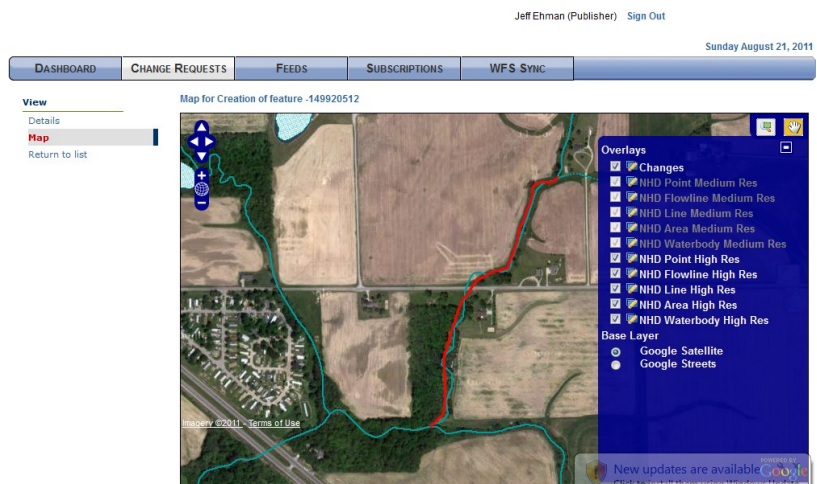 Jeff Ehman (Publisher) Sign Out
Sunday August 21, 2011
DASHBOARD CHANGE REQUESTS FEEDS SUBSCRIPTIONS WFS SYNC
View
Details
Map
Return to list
Map for Creation of feature -149920512
Overlays
Changes
NHD Point Medium Res
NHD Flowline Medium Res
NHD Line Medium Res
NHD Area Medium Res
NHD Waterbody Medium Res
NHD Point High Res
NHD Flowline High Res
NHD Line High Res
NHD Area High Res
NHD Waterbody High Res
Base Layer
Google Satellite
Google Streets
Imagery ©2011 - Terms of Use
POWERED BY
Google
New updates are available